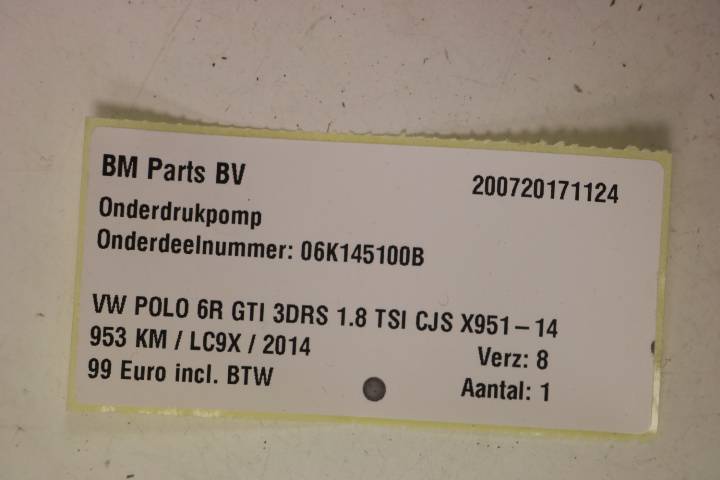 BM Parts BV
200720171124
Onderdrukpomp
Onderdeelnummer: 06K145100B
VW POLO 6R GTI 3DRS 1.8 TSI CJS X951-14
953 KM / LC9X / 2014
Verz: 8
99 Euro incl. BTW
Aantal: 1